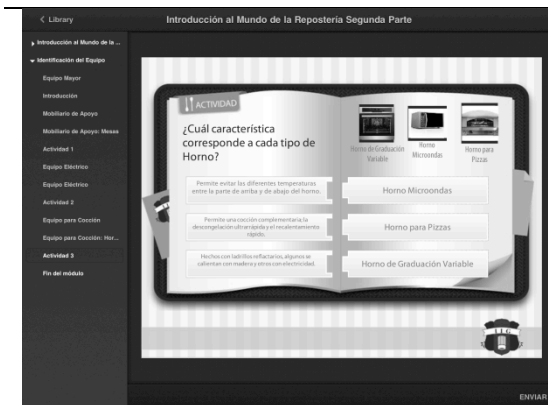 Library
Introducción al Mundo de la Repostería Segunda Parte
Introducción al Mundo de la ...
Identificación del Equipo
Equipo Mayor
Introducción
Mobiliario de Apoyo
Mobiliario de Apoyo: Mesas
Actividad 1
Equipo Eléctrico
Equipo Eléctrico
Actividad 2
Equipo para Cocción
Equipo para Cocción: Hor...
Actividad 3
Fin del módulo
ACTIVIDAD
¿Cuál característica
corresponde a cada tipo de
Horno?
Horno de Graduación
Variable
Horno
Microondas
Horno para
Pizzas
Permite evitar las diferentes temperaturas
entre la parte de arriba y de abajo del horno.
Horno Microondas
Permite una cocción complementaria, la
descongelación ultrarrápida y el recalentamiento
rápido.
Horno para Pizzas
Hechos con ladrillos reflactarios, algunos se
calientan con madera y otros con electricidad.
Horno de Graduación Variable
ENVIAR